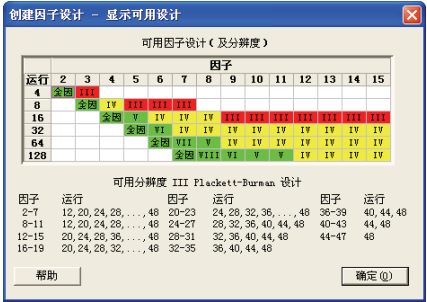 创建因子设计 - 显示可用设计
可用因子设计(及分辨度)
因子
运行 2 3 4 5 6 7 8 9 10 11 12 13 14 15
4 全因 III
8 全因 IV III III III
16 全因 V IV IV IV III III III III III III III
32 全因 VI IV IV IV IV IV IV IV IV IV
64 全因 VII V IV IV IV IV IV IV IV
128 全因 VIII VI V V IV IV IV IV
可用分辨度 III Plackett-Burman 设计
因子 运行 因子 运行 因子 运行
2-7 12,20,24,28,...,48 20-23 24,28,32,36,...,48 36-39 40,44,48
8-11 12,20,24,28,...,48 24-27 28,32,36,40,44,48 40-43 44,48
12-15 20,24,28,36,...,48 28-31 32,36,40,44,48 44-47 48
16-19 20,24,28,32,...,48 32-35 36,40,44,48
帮助 确定(O)